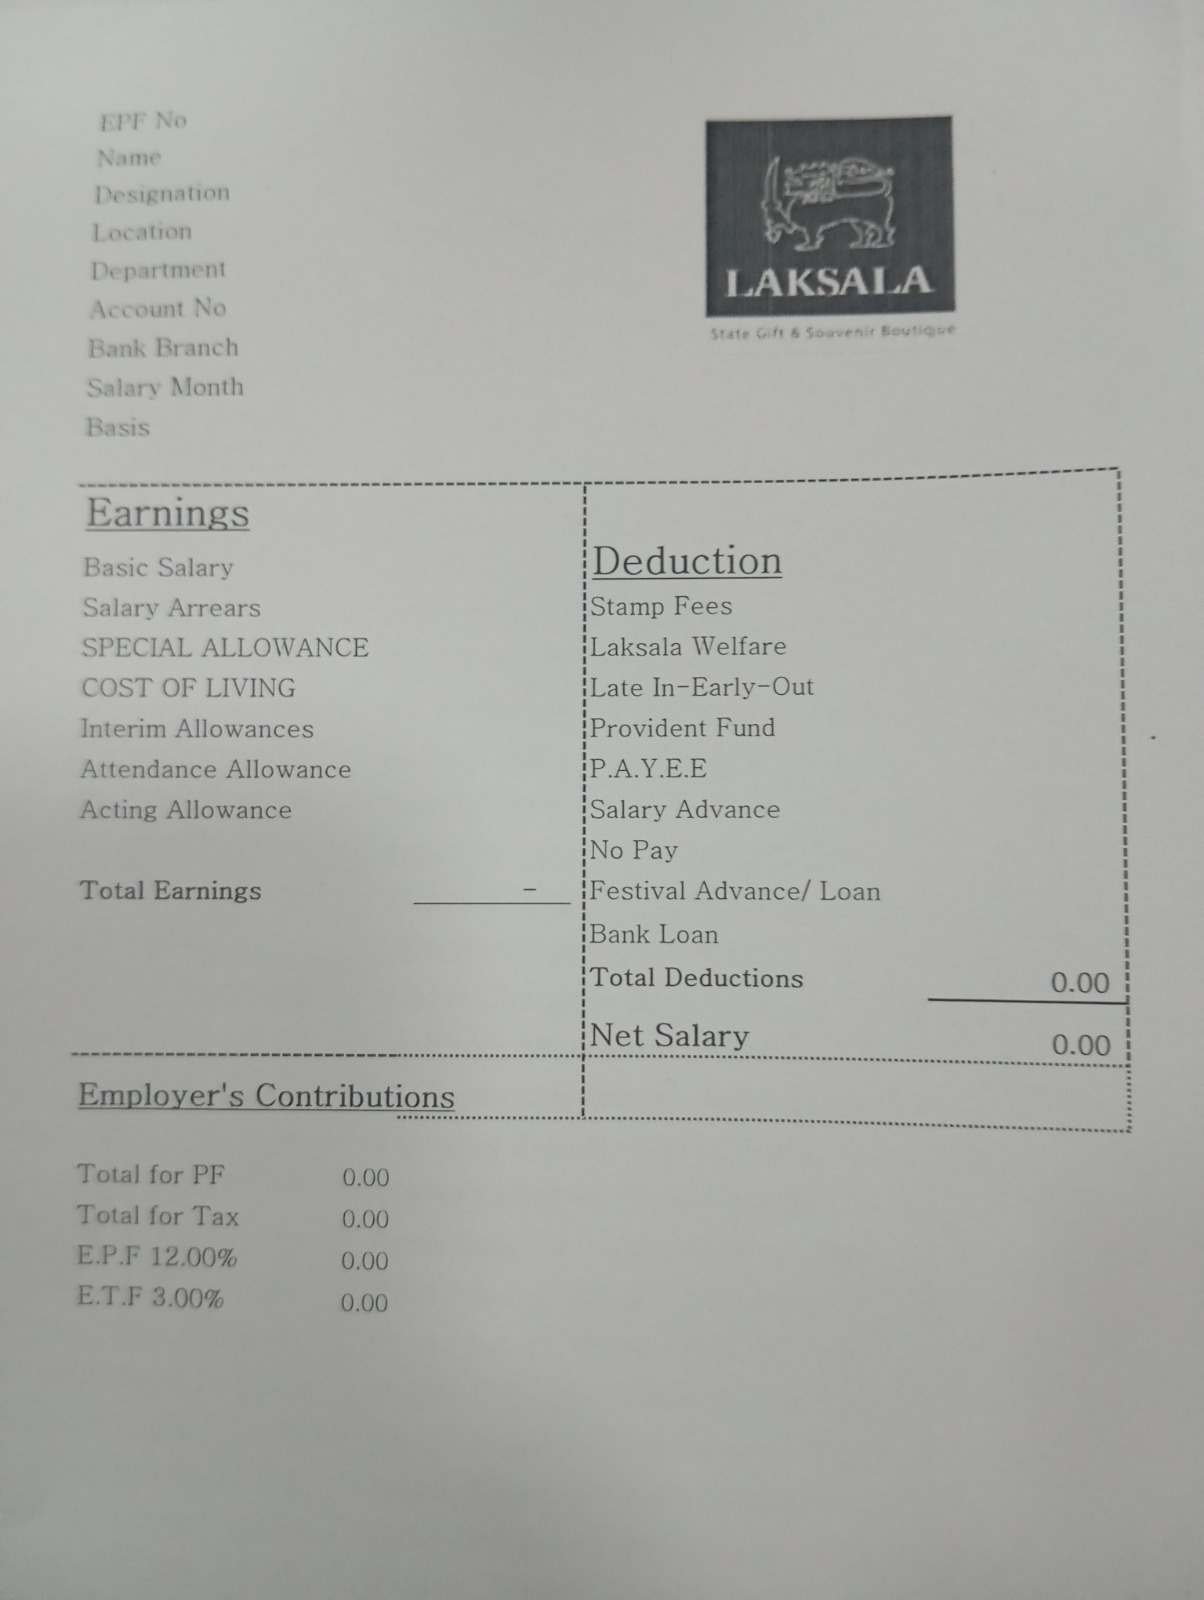 EPF No
Name
Designation
Location
Department
Account No
Bank Branch
Salary Month
Basis
LAKSALA
State Gift & Souvenir Boutique
Earnings
Basic Salary
Salary Arrears
SPECIAL ALLOWANCE
COST OF LIVING
Interim Allowances
Attendance Allowance
Acting Allowance
Total Earnings -
Deduction
Stamp Fees
Laksala Welfare
Late In-Early-Out
Provident Fund
P.A.Y.E.E
Salary Advance
No Pay
Festival Advance/ Loan
Bank Loan
Total Deductions 0.00
Net Salary 0.00
Employer's Contributions
Total for PF 0.00
Total for Tax 0.00
E.P.F 12.00% 0.00
E.T.F 3.00% 0.00